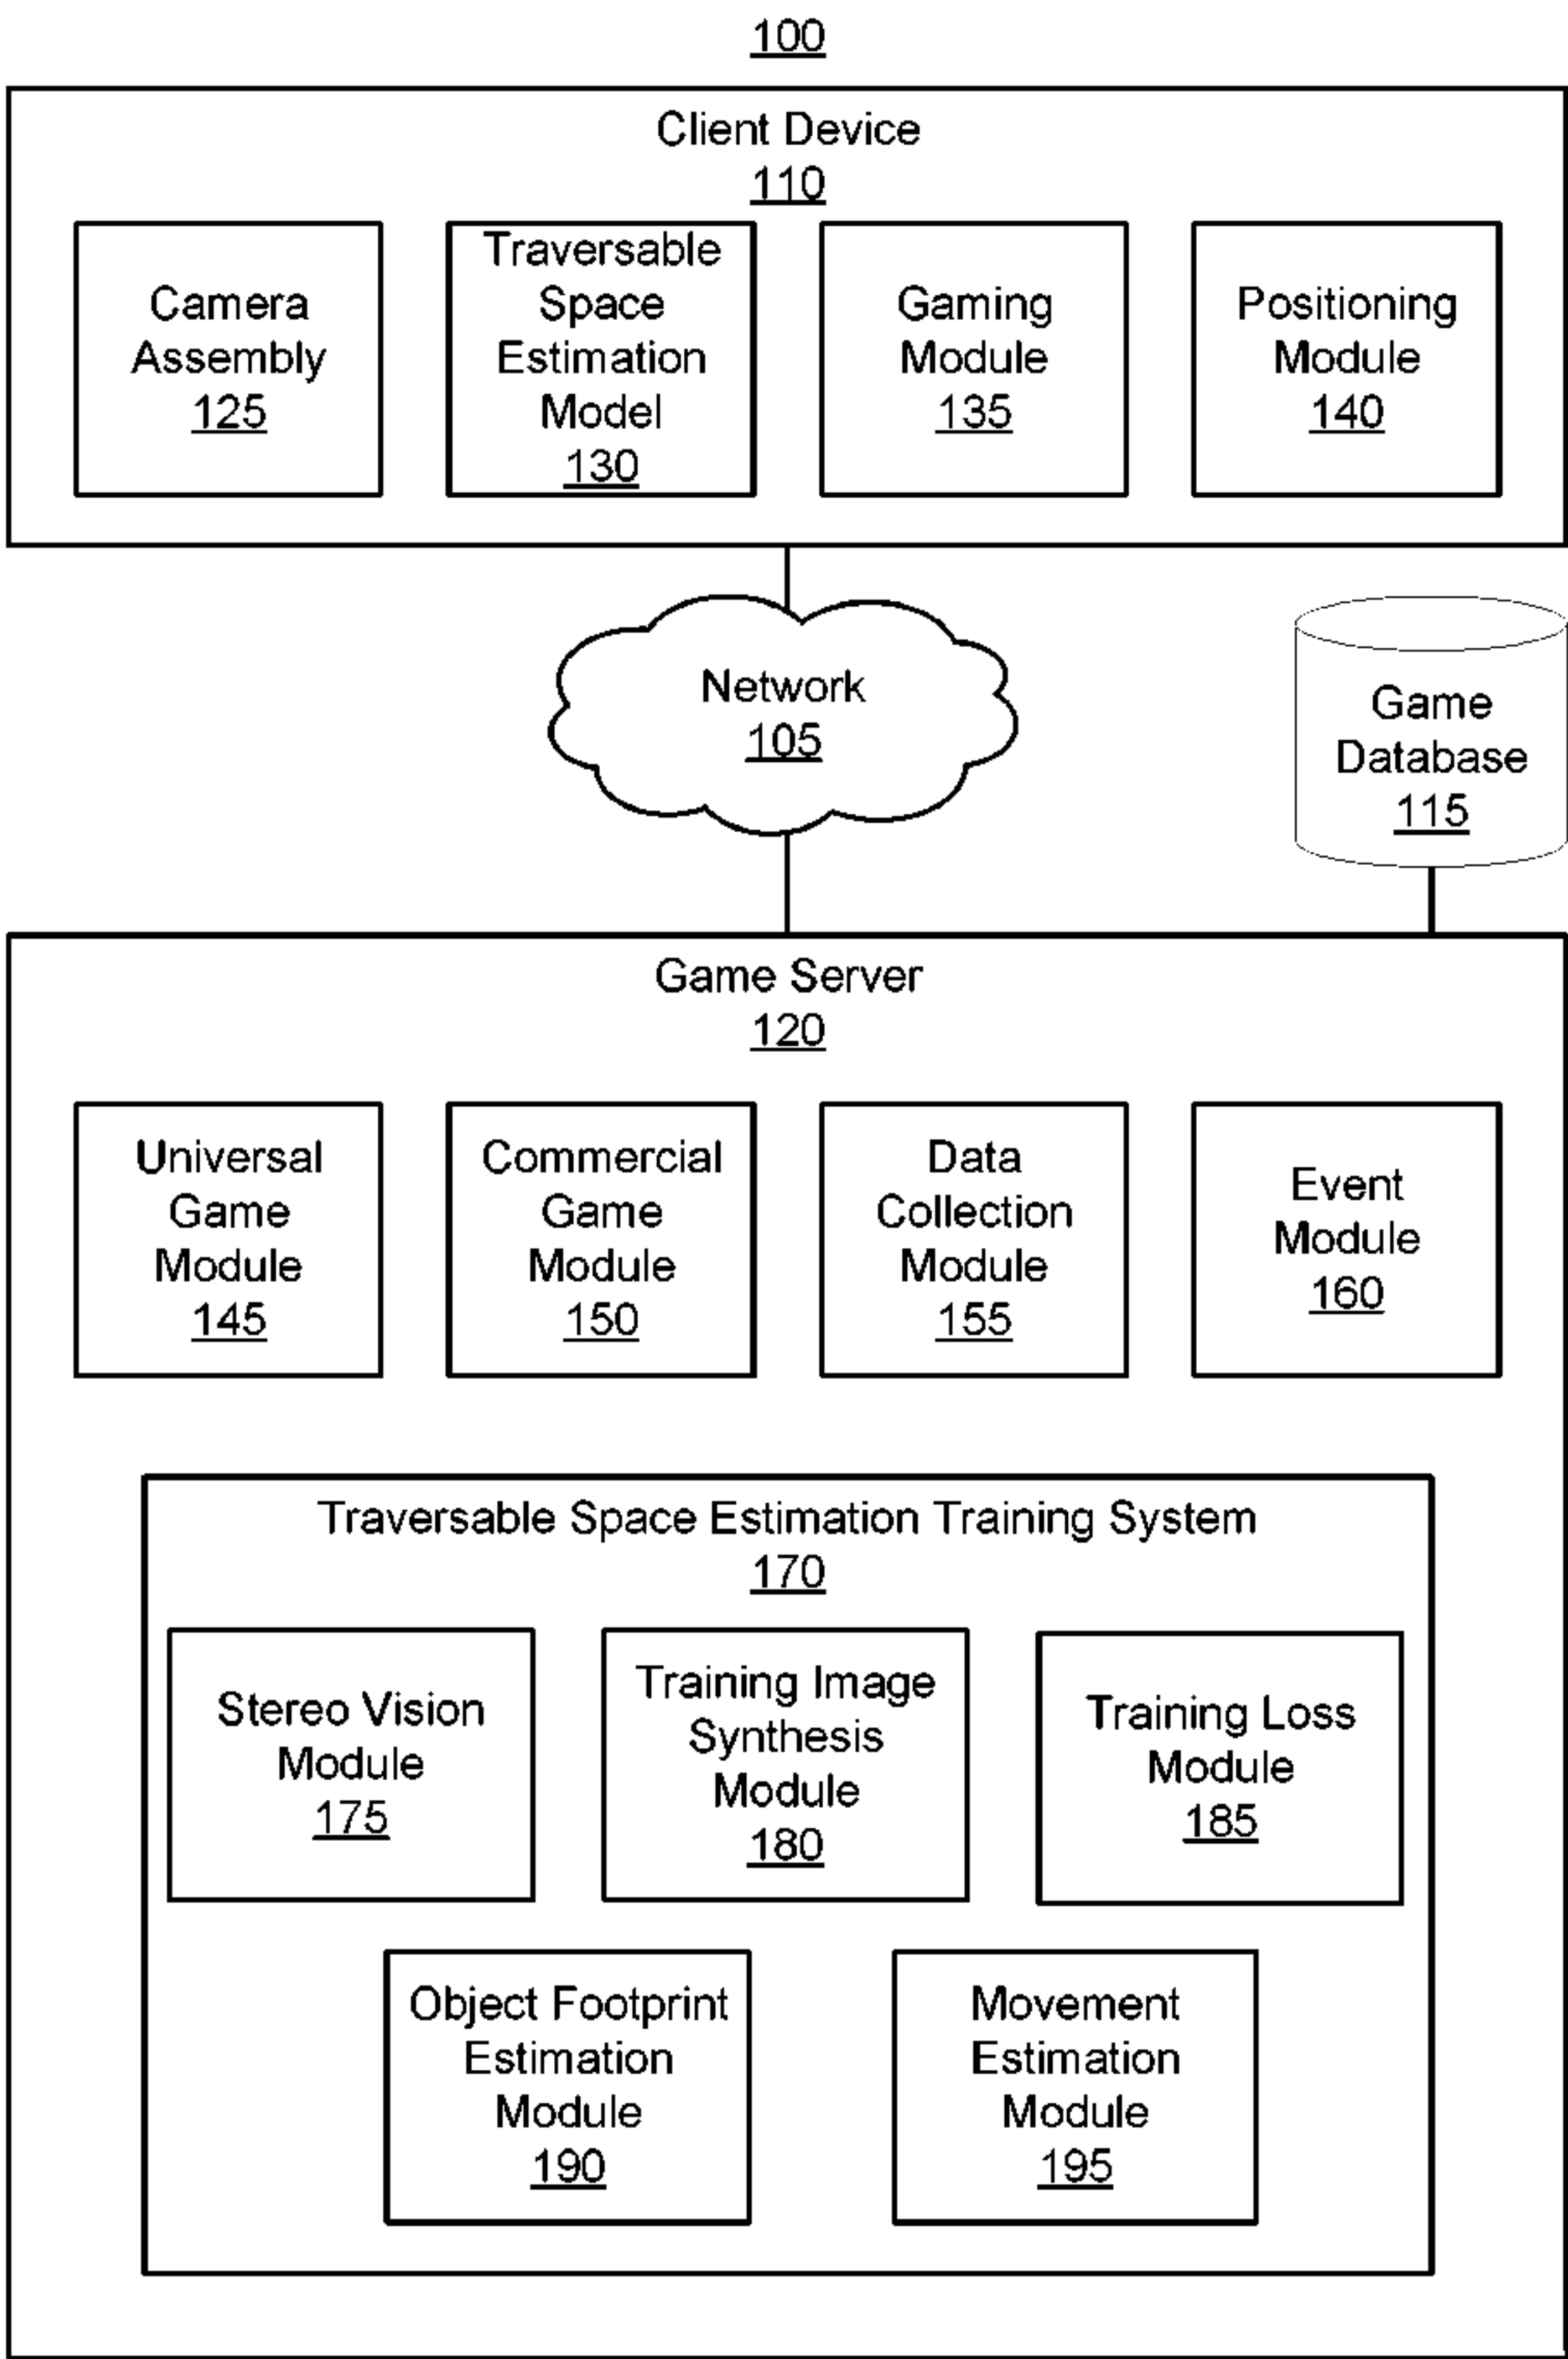 100
Client Device
110
Camera
Assembly
125
Traversable
Space
Estimation
Model
130
Gaming
Module
135
Positioning
Module
140
Network
105
Game
Database
115
Game Server
120
Universal
Game
Module
145
Commercial
Game
Module
150
Data
Collection
Module
155
Event
Module
160
Traversable Space Estimation Training System
170
Stereo Vision
Module
175
Training Image
Synthesis
Module
180
Training Loss
Module
185
Object Footprint
Estimation
Module
190
Movement
Estimation
Module
195